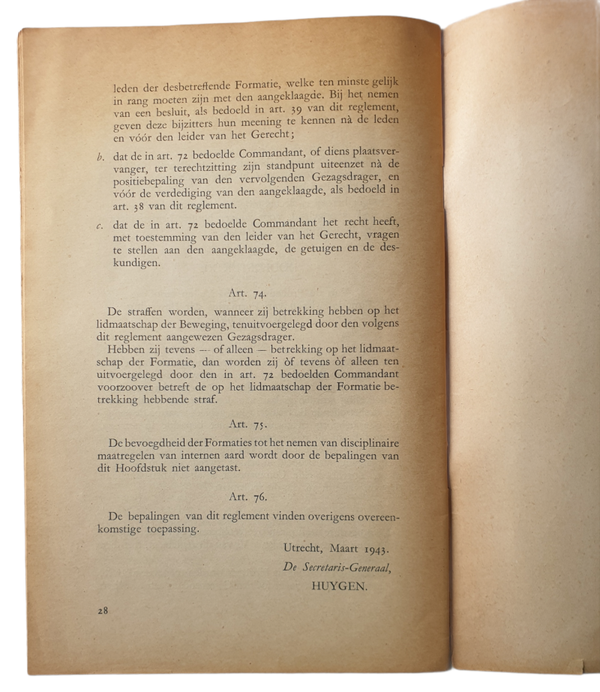 leden der desbetreffende Formatie, welke ten minste gelijk
in rang moeten zijn met den aangeklaagde. Bij het nemen
van een besluit, als bedoeld in art. 39 van dit reglement,
geven deze bijzitters hun meening te kennen nà de leden
en vóór den leider van het Gerecht;
b. dat de in art. 72 bedoelde Commandant, of diens plaatsver-
vanger, ter terechtzitting zijn standpunt uiteenzet nà de
positiebepaling van den vervolgenden Gezagsdrager, en
vóór de verdediging van den aangeklaagde, als bedoeld in
art. 38 van dit reglement.
c. dat de in art. 72 bedoelde Commandant het recht heeft,
met toestemming van den leider van het Gerecht, vragen
te stellen aan den aangeklaagde, de getuigen en de des-
kundigen.
Art. 74.
De straffen worden, wanneer zij betrekking hebben op het
lidmaatschap der Beweging, tenuitvoergelegd door den volgens
dit reglement aangewezen Gezagsdrager.
Hebben zij tevens — of alleen — betrekking op het lidmaat-
schap der Formatie, dan worden zij òf tevens òf alleen ten
uitvoergelegd door den in art. 72 bedoelden Commandant
voorzoover betreft de op het lidmaatschap der Formatie be-
trekking hebbende straf.
Art. 75.
De bevoegdheid der Formaties tot het nemen van disciplinaire
maatregelen van internen aard wordt door de bepalingen van
dit Hoofdstuk niet aangetast.
Art. 76.
De bepalingen van dit reglement vinden overigens overeen-
komstige toepassing.
Utrecht, Maart 1943.
De Secretaris-Generaal,
HUYGEN.
28